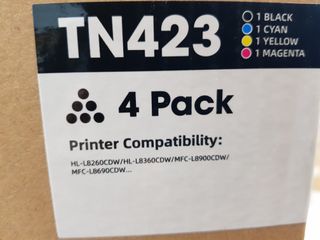 TN423
1 BLACK
1 CYAN
1 YELLOW
1 MAGENTA
4 Pack
Printer Compatibility:
HL-L8260CDW/HL-L8360CDW/MFC-L8900CDW/
MFC-L8690CDW...